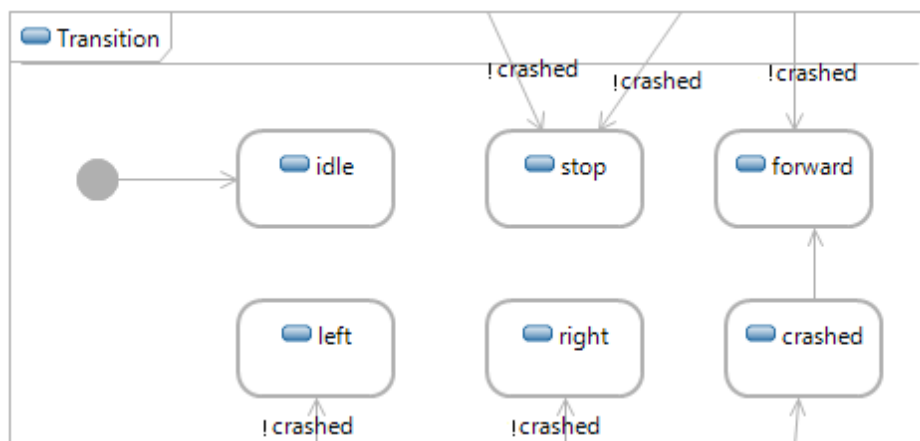 Transition
!crashed
!crashed
!crashed
idle
stop
forward
left
right
crashed
!crashed
!crashed